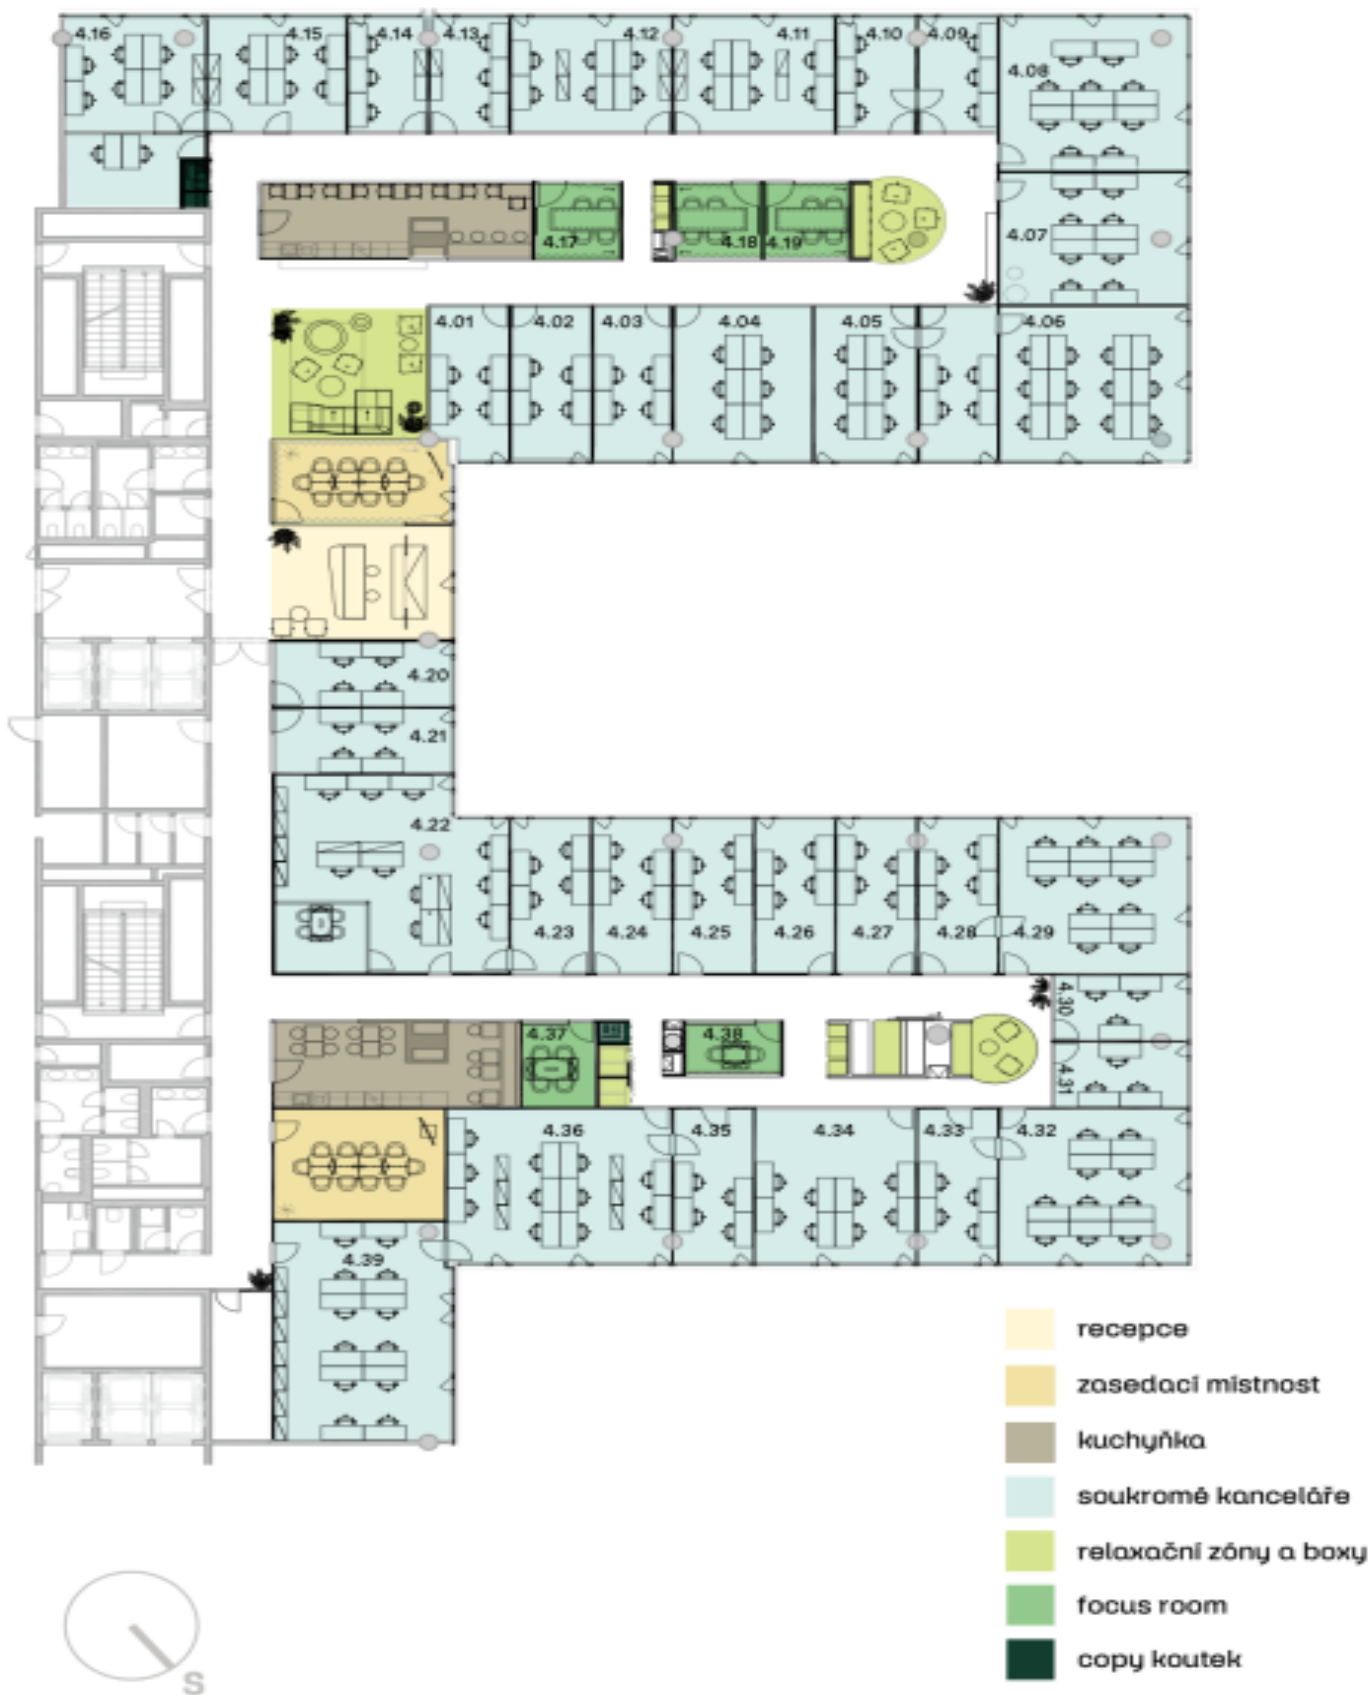 4.16 4.15 4.14 4.13 4.12 4.11 4.10 4.09
4.08
4.07
4.17 4.18 4.19
4.01 4.02 4.03 4.04 4.05 4.06
4.20
4.21
4.22
4.23 4.24 4.25 4.26 4.27 4.28 4.29
4.30
4.31
4.37 4.38
4.36 4.35 4.34 4.33 4.32
4.39
recepce
zasedací místnost
kuchyňka
soukromé kanceláře
relaxační zóny a boxy
focus room
copy koutek
S